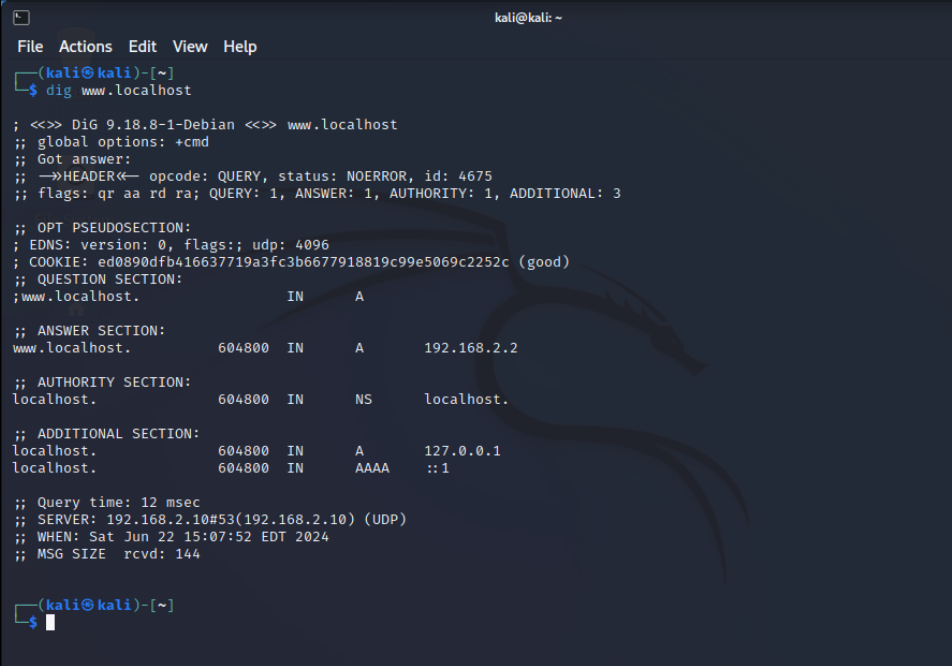 kali@kali: ~
File Actions Edit View Help
┌──(kali㉿kali)-[~]
└─$ dig www.localhost
; <<>> DiG 9.18.8-1-Debian <<>> www.localhost
;; global options: +cmd
;; Got answer:
;; ->>HEADER<<- opcode: QUERY, status: NOERROR, id: 4675
;; flags: qr aa rd ra; QUERY: 1, ANSWER: 1, AUTHORITY: 1, ADDITIONAL: 3
;; OPT PSEUDOSECTION:
; EDNS: version: 0, flags:; udp: 4096
; COOKIE: ed0890dfb416637719a3fc3b6677918819c99e5069c2252c (good)
;; QUESTION SECTION:
;www.localhost. IN A
;; ANSWER SECTION:
www.localhost. 604800 IN A 192.168.2.2
;; AUTHORITY SECTION:
localhost. 604800 IN NS localhost.
;; ADDITIONAL SECTION:
localhost. 604800 IN A 127.0.0.1
localhost. 604800 IN AAAA ::1
;; Query time: 12 msec
;; SERVER: 192.168.2.10#53(192.168.2.10) (UDP)
;; WHEN: Sat Jun 22 15:07:52 EDT 2024
;; MSG SIZE rcvd: 144
┌──(kali㉿kali)-[~]
└─$